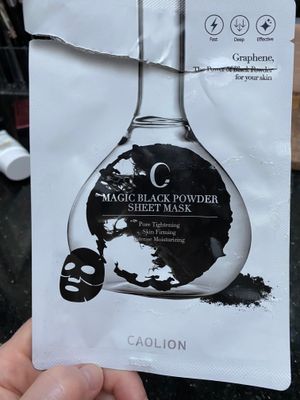 Fast Deep Effective
Graphene,
The Power of Black Powder
for your skin
C
MAGIC BLACK POWDER
SHEET MASK
Pore Tightening
Skin Firming
Intense Moisturizing
CAOLION